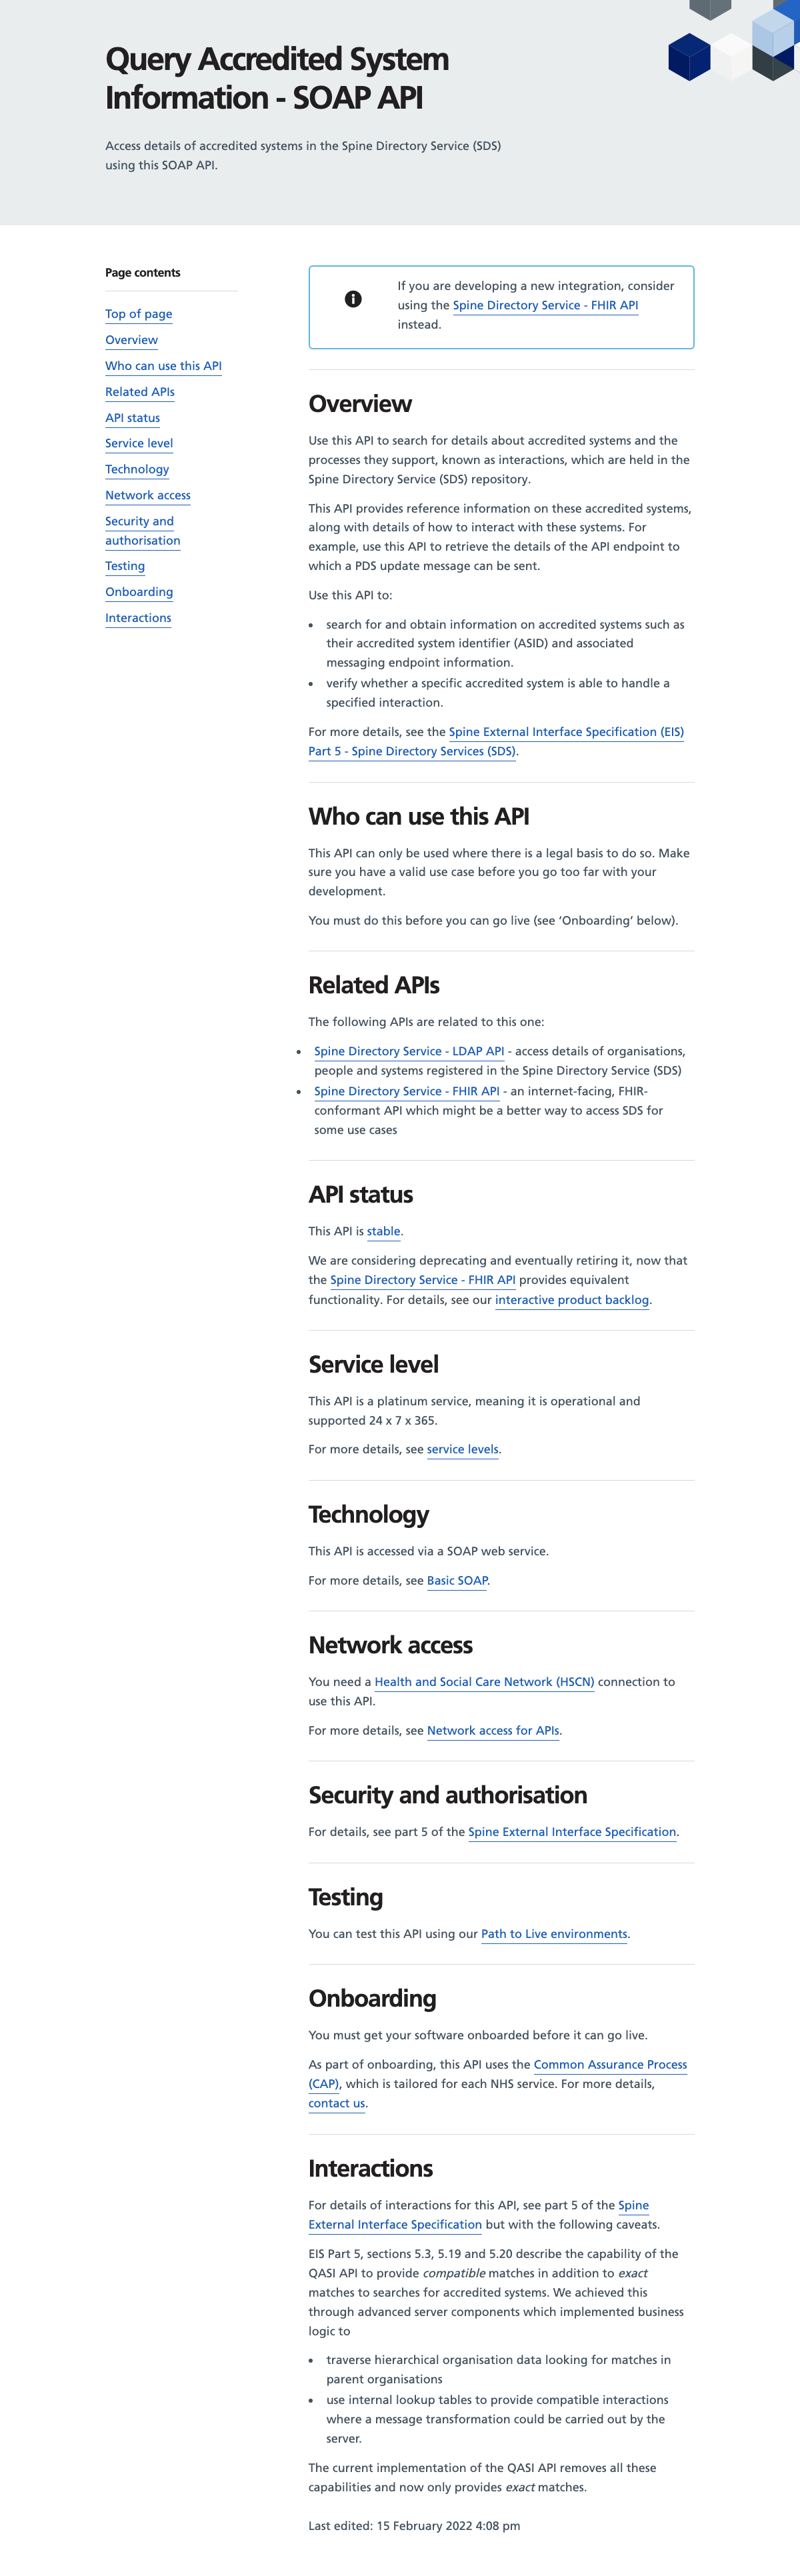 Query Accredited System
Information - SOAP API
Access details of accredited systems in the Spine Directory Service (SDS)
using this SOAP API.
Page contents
Top of page
Overview
Who can use this API
Related APIs
API status
Service level
Technology
Network access
Security and
authorisation
Testing
Onboarding
Interactions
If you are developing a new integration, consider
using the Spine Directory Service - FHIR API
instead.
Overview
Use this API to search for details about accredited systems and the
processes they support, known as interactions, which are held in the
Spine Directory Service (SDS) repository.
This API provides reference information on these accredited systems,
along with details of how to interact with these systems. For
example, use this API to retrieve the details of the API endpoint to
which a PDS update message can be sent.
Use this API to:
• search for and obtain information on accredited systems such as
their accredited system identifier (ASID) and associated
messaging endpoint information.
• verify whether a specific accredited system is able to handle a
specified interaction.
For more details, see the Spine External Interface Specification (EIS)
Part 5 - Spine Directory Services (SDS).
Who can use this API
This API can only be used where there is a legal basis to do so. Make
sure you have a valid use case before you go too far with your
development.
You must do this before you can go live (see ‘Onboarding’ below).
Related APIs
The following APIs are related to this one:
• Spine Directory Service - LDAP API - access details of organisations,
people and systems registered in the Spine Directory Service (SDS)
• Spine Directory Service - FHIR API - an internet-facing, FHIR-
conformant API which might be a better way to access SDS for
some use cases
API status
This API is stable.
We are considering deprecating and eventually retiring it, now that
the Spine Directory Service - FHIR API provides equivalent
functionality. For details, see our interactive product backlog.
Service level
This API is a platinum service, meaning it is operational and
supported 24 x 7 x 365.
For more details, see service levels.
Technology
This API is accessed via a SOAP web service.
For more details, see Basic SOAP.
Network access
You need a Health and Social Care Network (HSCN) connection to
use this API.
For more details, see Network access for APIs.
Security and authorisation
For details, see part 5 of the Spine External Interface Specification.
Testing
You can test this API using our Path to Live environments.
Onboarding
You must get your software onboarded before it can go live.
As part of onboarding, this API uses the Common Assurance Process
(CAP), which is tailored for each NHS service. For more details,
contact us.
Interactions
For details of interactions for this API, see part 5 of the Spine
External Interface Specification but with the following caveats.
EIS Part 5, sections 5.3, 5.19 and 5.20 describe the capability of the
QASI API to provide compatible matches in addition to exact
matches to searches for accredited systems. We achieved this
through advanced server components which implemented business
logic to
• traverse hierarchical organisation data looking for matches in
parent organisations
• use internal lookup tables to provide compatible interactions
where a message transformation could be carried out by the
server.
The current implementation of the QASI API removes all these
capabilities and now only provides exact matches.
Last edited: 15 February 2022 4:08 pm